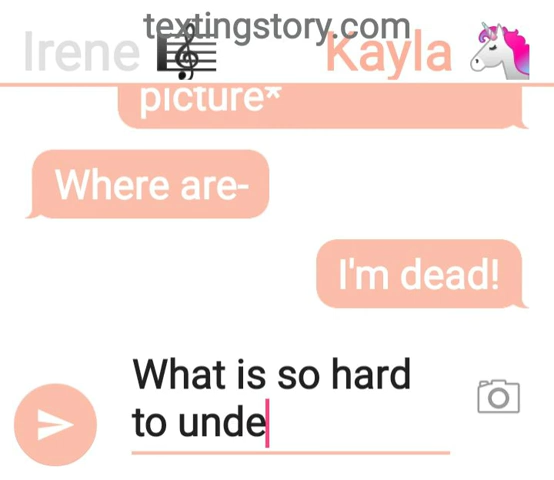 textingstory.com
Irene
Kayla
picture*
Where are-
I'm dead!
What is so hard
to unde